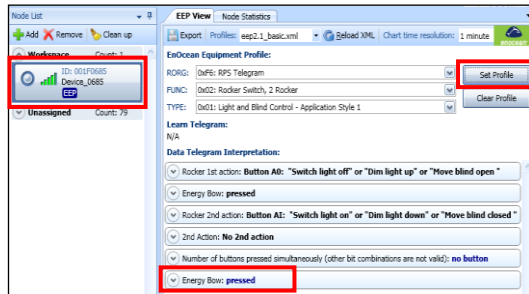 Node List
EEP View Node Statistics
Add Remove Clean up
Export Profiles: eep2.1_basic.xml Reload XML Chart time resolution: 1 minute
enocean
Workspace Count: 1
EnOcean Equipment Profile:
ID: 001F0685
Device_0685
EEP
RORG: 0xF6: RPS Telegram
Set Profile
FUNC: 0x02: Rocker Switch, 2 Rocker
Clear Profile
TYPE: 0x01: Light and Blind Control - Application Style 1
Unassigned Count: 79
Learn Telegram:
N/A
Data Telegram Interpretation:
Rocker 1st action: Button A0: "Switch light off" or "Dim light up" or "Move blind open "
Energy Bow: pressed
Rocker 2nd action: Button AI: "Switch light on" or "Dim light down" or "Move blind closed "
2nd Action: No 2nd action
Number of buttons pressed simultaneously (other bit combinations are not valid): no button
Energy Bow: pressed